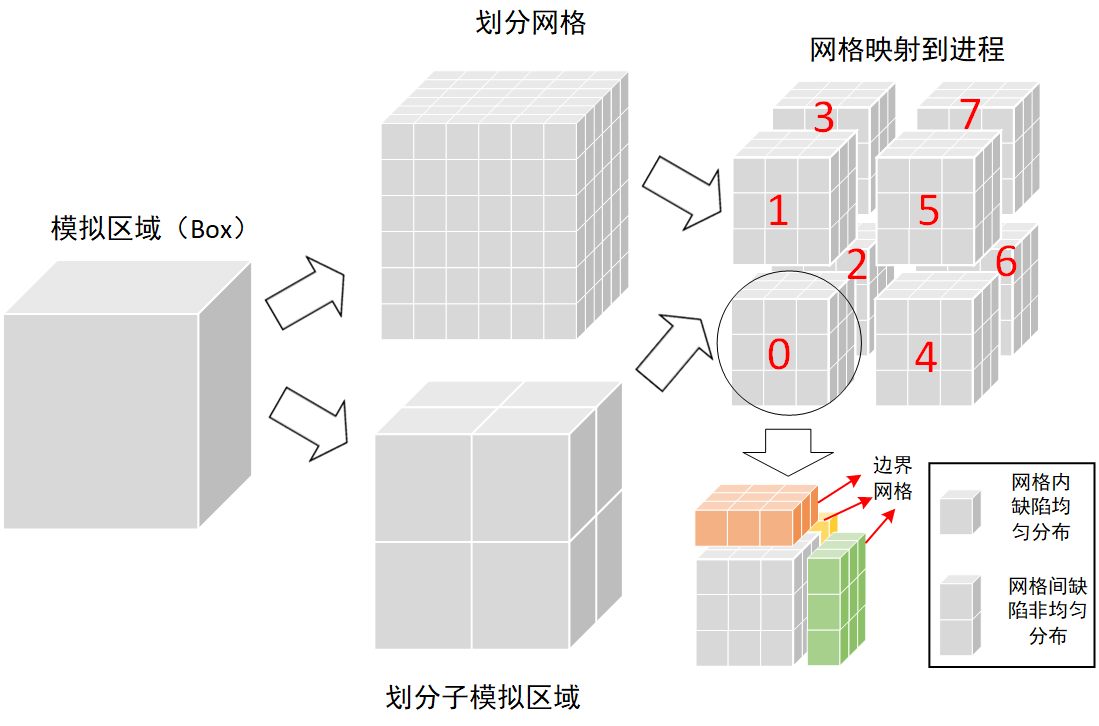 划分网格
网格映射到进程
模拟区域（Box）
3
7
1
5
2
6
0
4
边界
网格
网格内
缺陷均
匀分布
网格间缺
陷非均匀
分布
划分子模拟区域